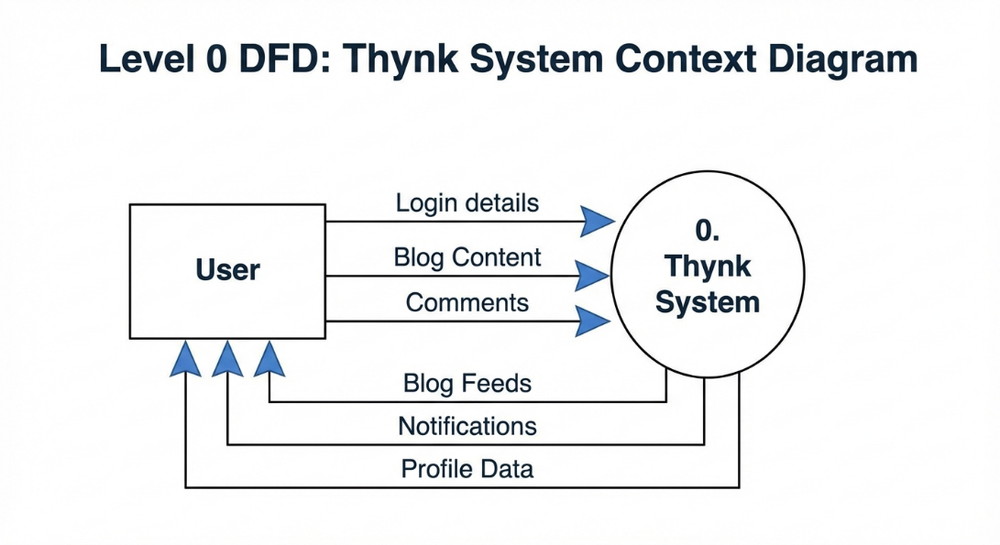 Level 0 DFD: Thynk System Context Diagram
User
Login details
Blog Content
Comments
0.
Thynk
System
Blog Feeds
Notifications
Profile Data